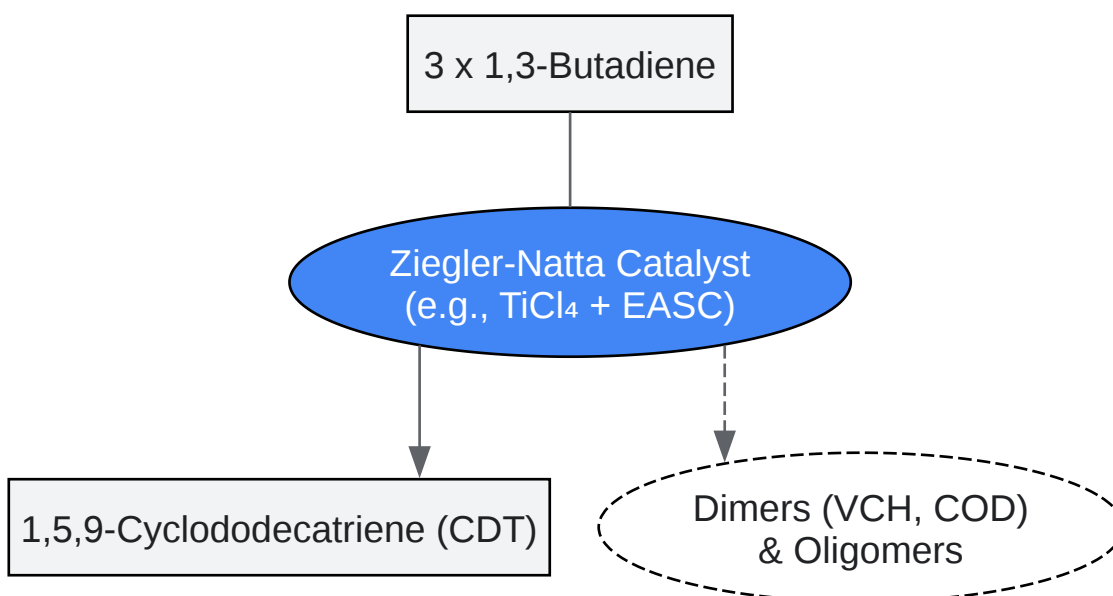 3 x 1,3-Butadiene
Ziegler-Natta Catalyst
(e.g., TiCl₄ + EASC)
1,5,9-Cyclododecatriene (CDT)
Dimers (VCH, COD)
& Oligomers